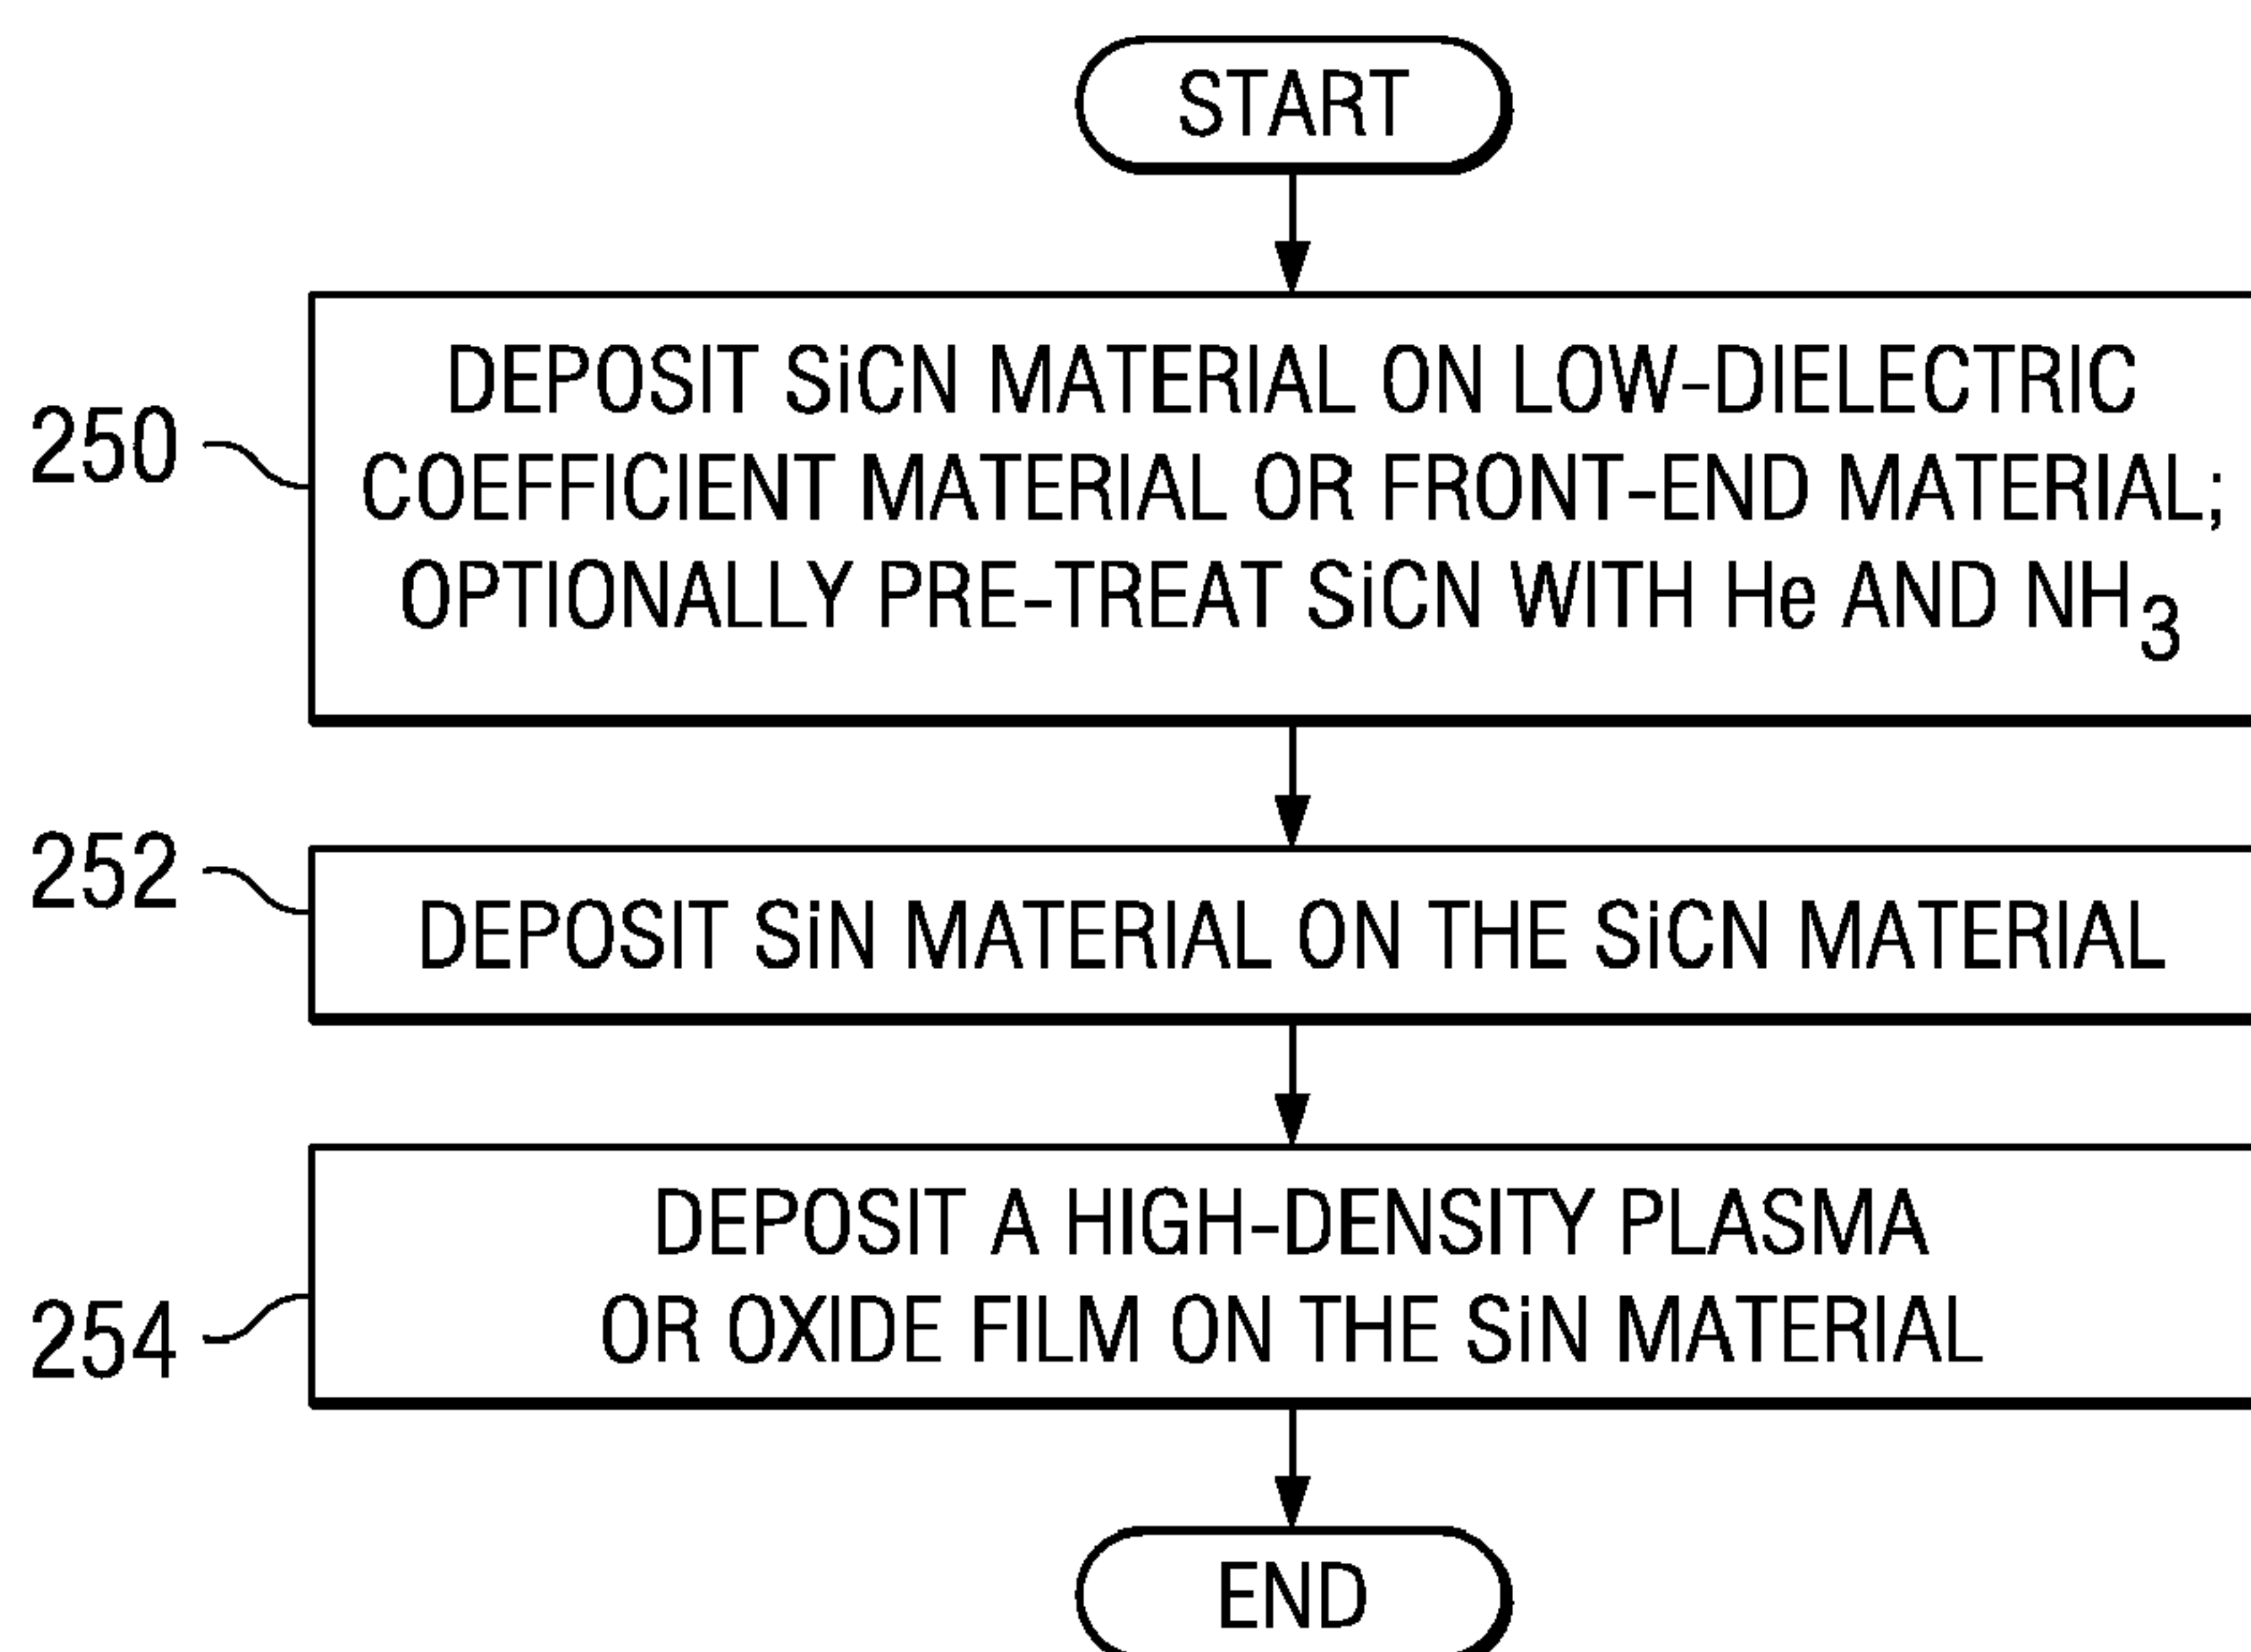 START
250
DEPOSIT SiCN MATERIAL ON LOW-DIELECTRIC
COEFFICIENT MATERIAL OR FRONT-END MATERIAL;
OPTIONALLY PRE-TREAT SiCN WITH He AND NH₃
252
DEPOSIT SiN MATERIAL ON THE SiCN MATERIAL
254
DEPOSIT A HIGH-DENSITY PLASMA
OR OXIDE FILM ON THE SiN MATERIAL
END